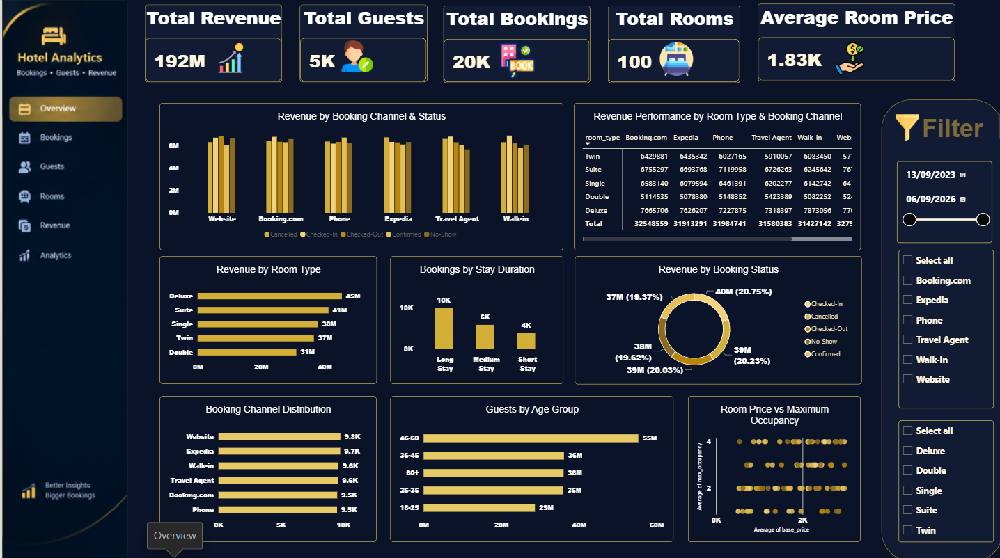 Hotel Analytics
Bookings • Guests • Revenue
Overview
Bookings
Guests
Rooms
Revenue
Analytics
Better Insights
Bigger Bookings
Overview
Total Revenue
192M
Total Guests
5K
Total Bookings
20K
BOOK
Total Rooms
100
Average Room Price
1.83K
Revenue by Booking Channel & Status
6M
4M
2M
0M
Website Booking.com Phone Expedia Travel Agent Walk-in
Cancelled Checked-In Checked-Out Confirmed No-Show
Revenue Performance by Room Type & Booking Channel
room_type Booking.com Expedia Phone Travel Agent Walk-in Webs
Twin 6429881 6435342 6027165 5910057 6083450 57
Suite 6755297 6693768 7119958 6726263 6245642 76
Single 6583140 6079594 6461391 6202277 6142742 64
Double 5114535 5078380 5148352 5423389 5082252 52
Deluxe 7665706 7626207 7227875 7318397 7873056 770
Total 32548559 31913291 31984741 31580383 31427142 3275
Revenue by Room Type
Deluxe 45M
Suite 41M
Single 38M
Twin 37M
Double 31M
0M 20M 40M
Bookings by Stay Duration
10K
0K
10K
6K
4K
Long Stay
Medium Stay
Short Stay
Revenue by Booking Status
40M (20.75%)
39M (20.23%)
39M (20.03%)
38M (19.62%)
37M (19.37%)
Checked-In
Cancelled
Checked-Out
No-Show
Confirmed
Booking Channel Distribution
Website 9.8K
Expedia 9.7K
Walk-in 9.6K
Travel Agent 9.6K
Booking.com 9.5K
Phone 9.5K
0K 5K 10K
Guests by Age Group
46-60 55M
36-45 36M
60+ 36M
26-35 36M
18-25 29M
0M 20M 40M 60M
Room Price vs Maximum
Occupancy
Average of max_occupancy
4
2
0K 2K
Average of base_price
Filter
13/09/2023
06/09/2026
Select all
Booking.com
Expedia
Phone
Travel Agent
Walk-in
Website
Select all
Deluxe
Double
Single
Suite
Twin